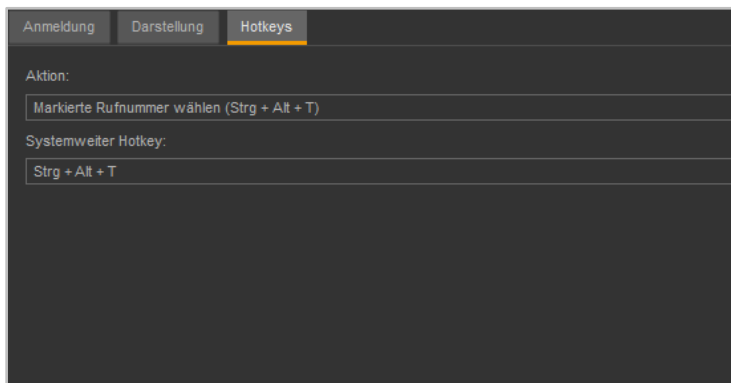 Anmeldung Darstellung Hotkeys
Aktion:
Markierte Rufnummer wählen (Strg + Alt + T)
Systemweiter Hotkey:
Strg + Alt + T